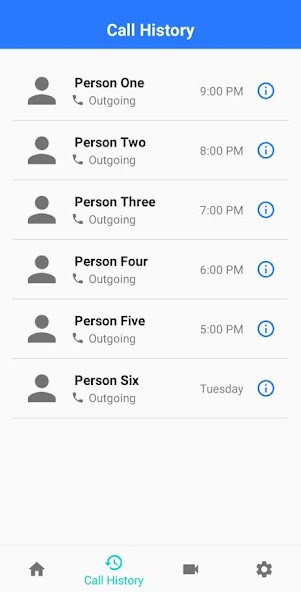 Call History
Person One
Outgoing
9:00 PM
Person Two
Outgoing
8:00 PM
Person Three
Outgoing
7:00 PM
Person Four
Outgoing
6:00 PM
Person Five
Outgoing
5:00 PM
Person Six
Outgoing
Tuesday
Call History